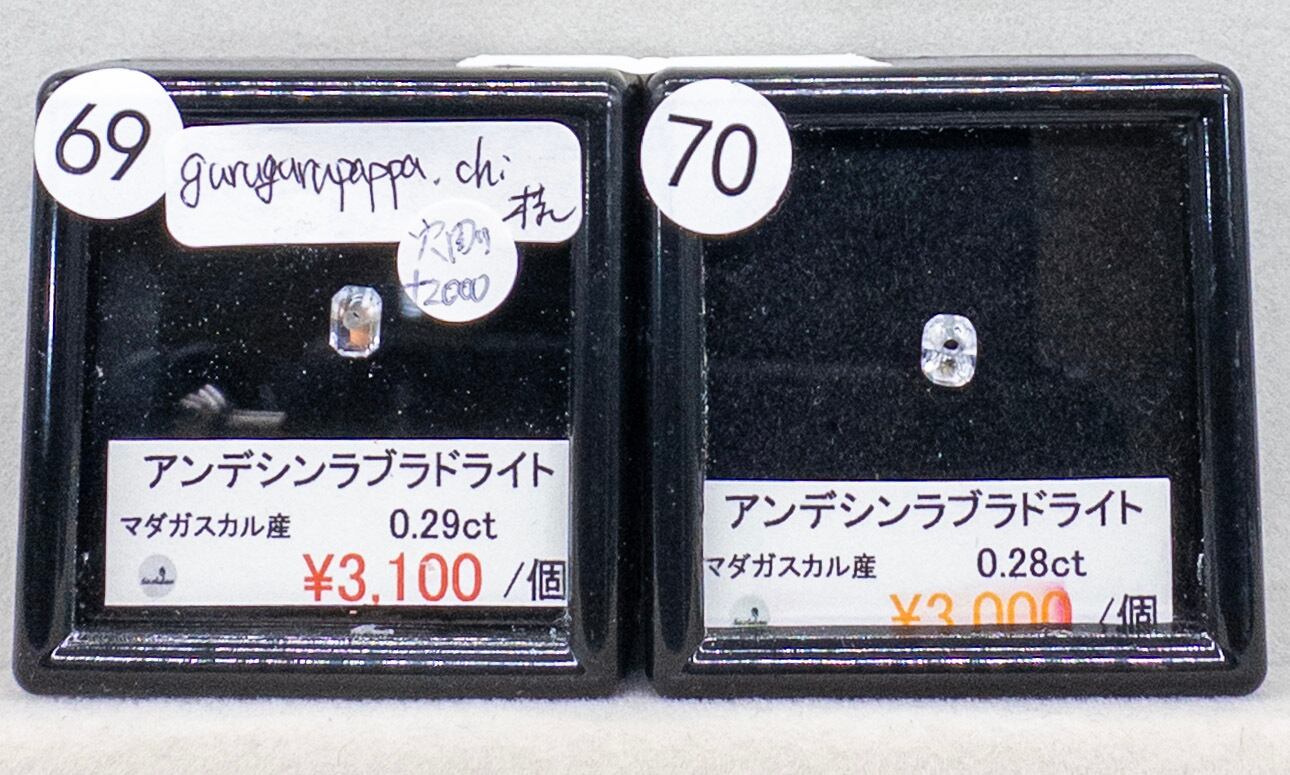 69
gurugurupappa.chi
様
穴周り
+2000
アンデシンラブラドライト
マダガスカル産 0.29ct
¥3,100 /個
70
アンデシンラブラドライト
マダガスカル産 0.28ct
¥3,000 /個